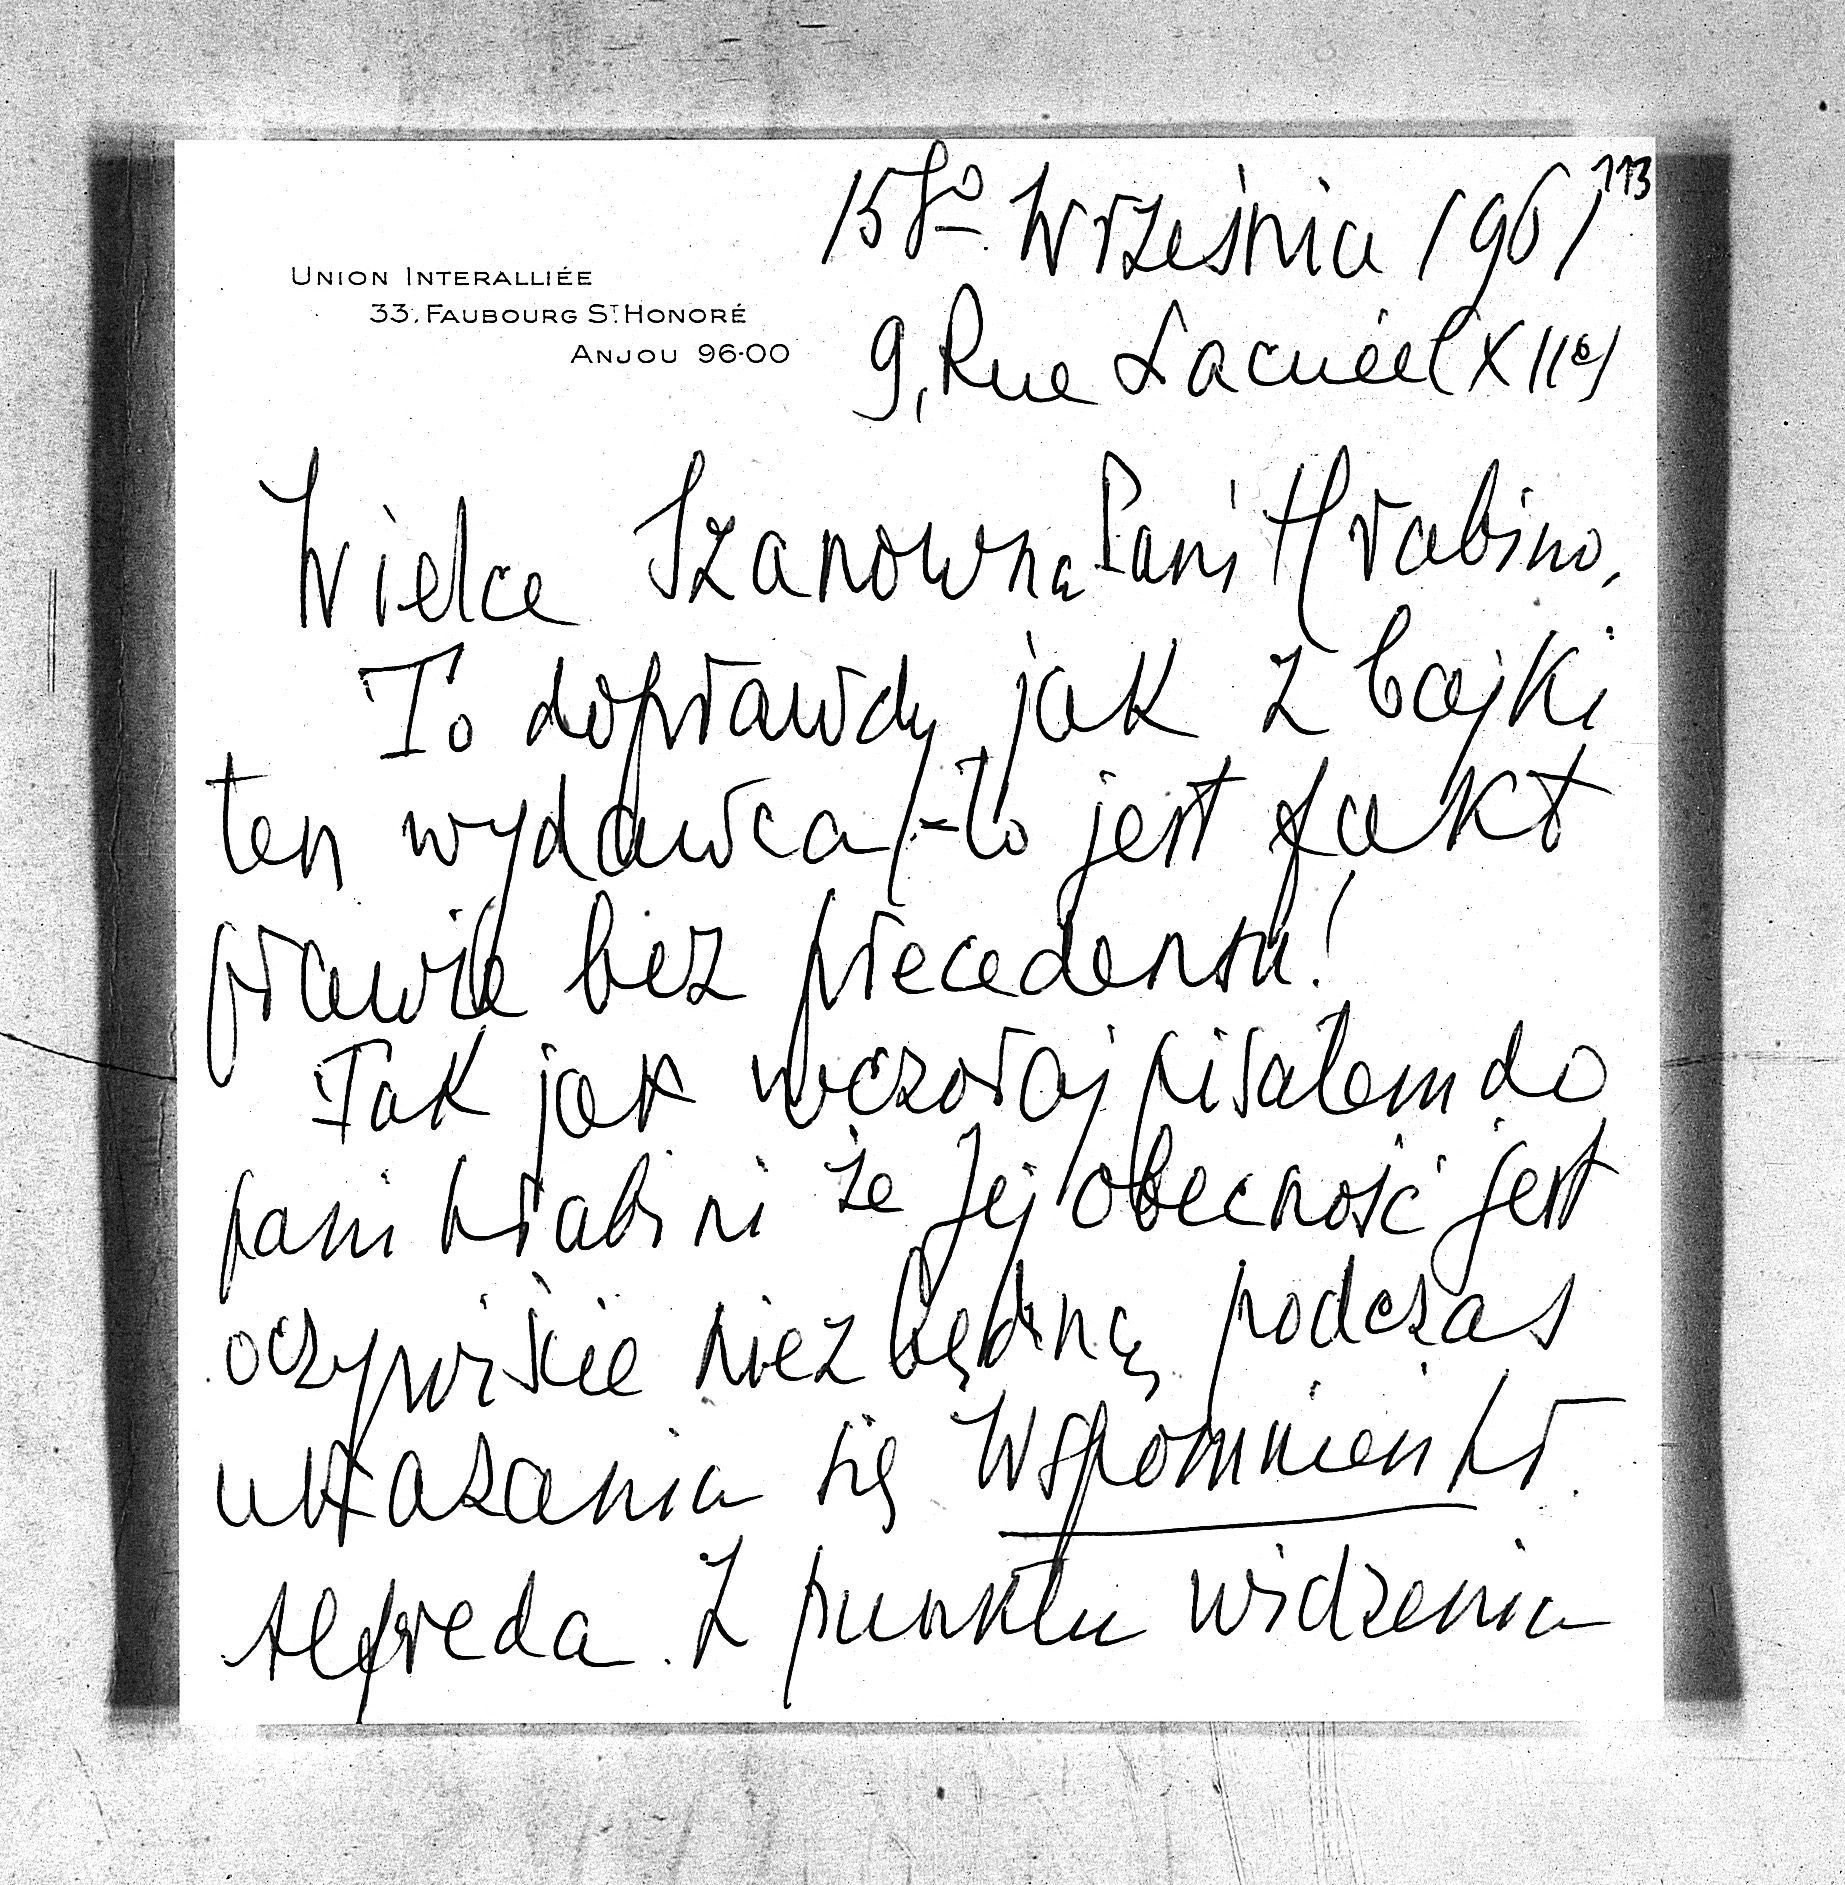 113
15go Września 1961
UNION INTERALLIÉE
33, FAUBOURG ST. HONORÉ
ANJOU 96-00
9, Rue Lacuée (XIIe)
Wielce Szanowna Pani Hrabino,
To doprawdy jak z bajki
ten wydawca, - to jest fakt
prawie bez precedensu!
Tak jak wczoraj pisałem do
pani hrabini że Jej obecność jest
oczywiście niezbędną podczas
ukazania się Wspomnień hr.
Alfreda. Z punktu widzenia